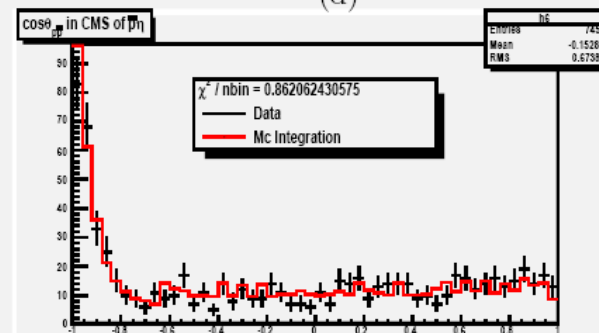 (a)
cosθpp̄ in CMS of p̄η
h6
Entries 745
Mean -0.1528
RMS 0.6738
χ² / nbin = 0.862062430575
Data
Mc Integration
90
80
70
60
50
40
30
20
10
0
-1 -0.8 -0.6 -0.4 -0.2 0 0.2 0.4 0.6 0.8 1